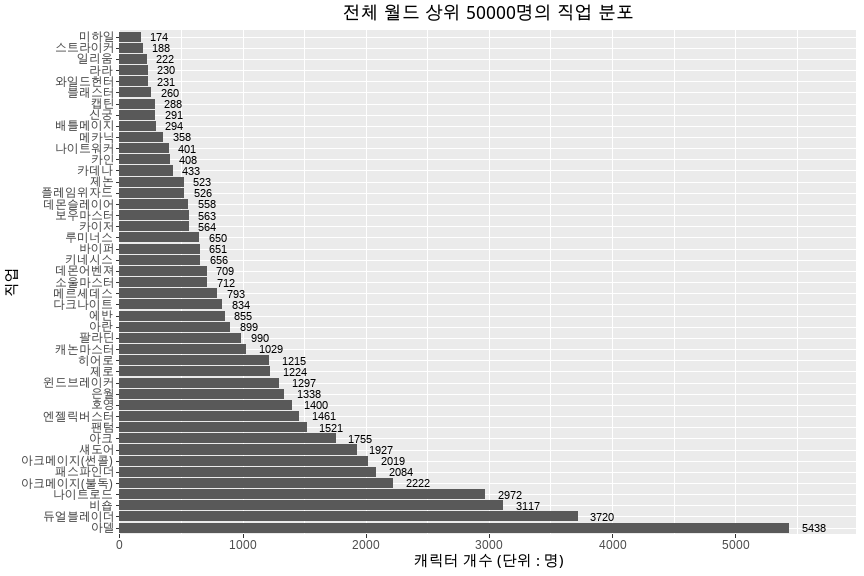 전체 월드 상위 50000명의 직업 분포
직업
미하일 174
스트라이커 188
일리움 222
라라 230
와일드헌터 231
블래스터 260
캡틴 288
신궁 291
배틀메이지 294
메카닉 358
나이트워커 401
카인 408
카데나 433
제논 523
플레임위자드 526
데몬슬레이어 558
보우마스터 563
카이저 564
루미너스 650
바이퍼 651
키네시스 656
데몬어벤져 709
소울마스터 712
메르세데스 793
다크나이트 834
에반 855
아란 899
팔라딘 990
캐논마스터 1029
히어로 1215
제로 1224
윈드브레이커 1297
은월 1338
호영 1400
엔젤릭버스터 1461
팬텀 1521
아크 1755
섀도어 1927
아크메이지(썬콜) 2019
패스파인더 2084
아크메이지(불독) 2222
나이트로드 2972
비숍 3117
듀얼블레이더 3720
아델 5438
0 1000 2000 3000 4000 5000
캐릭터 개수 (단위 : 명)